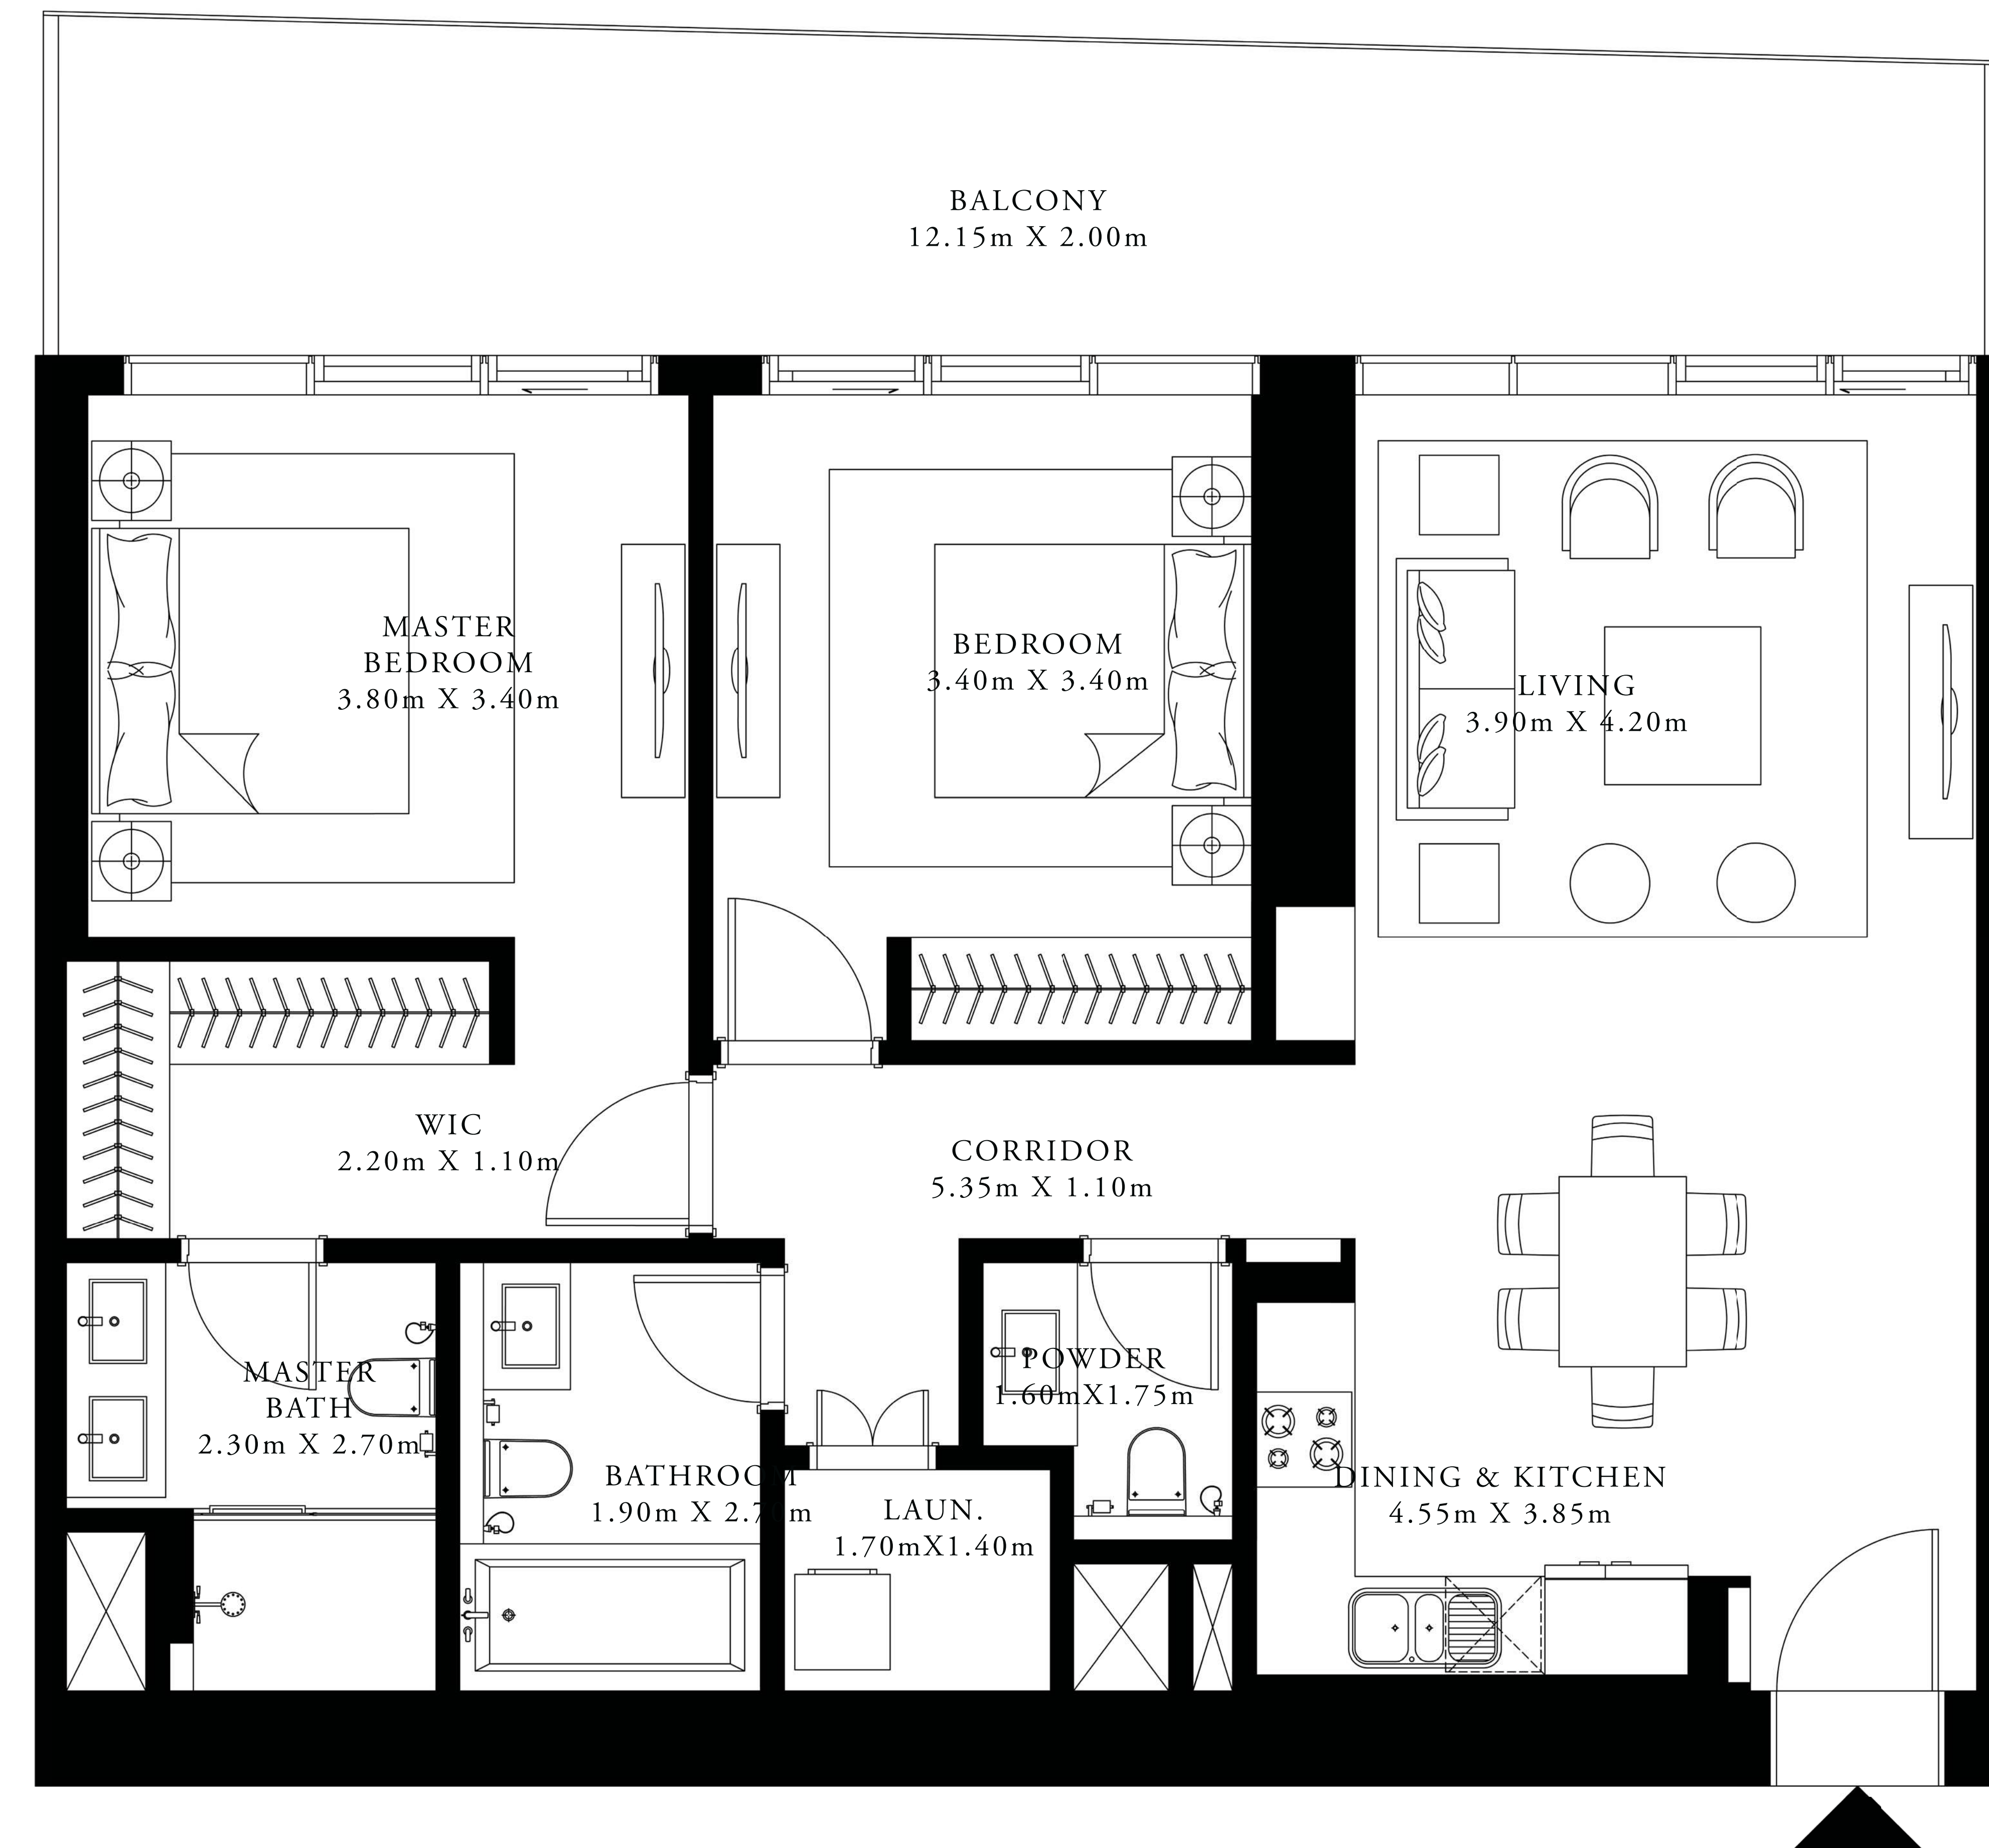 BALCONY
12.15m X 2.00m
MASTER
BEDROOM
3.80m X 3.40m
BEDROOM
3.40m X 3.40m
LIVING
3.90m X 4.20m
WIC
2.20m X 1.10m
CORRIDOR
5.35m X 1.10m
MASTER
BATH
2.30m X 2.70m
POWDER
1.60mX1.75m
BATHROOM
1.90m X 2.70m
LAUN.
1.70mX1.40m
DINING & KITCHEN
4.55m X 3.85m